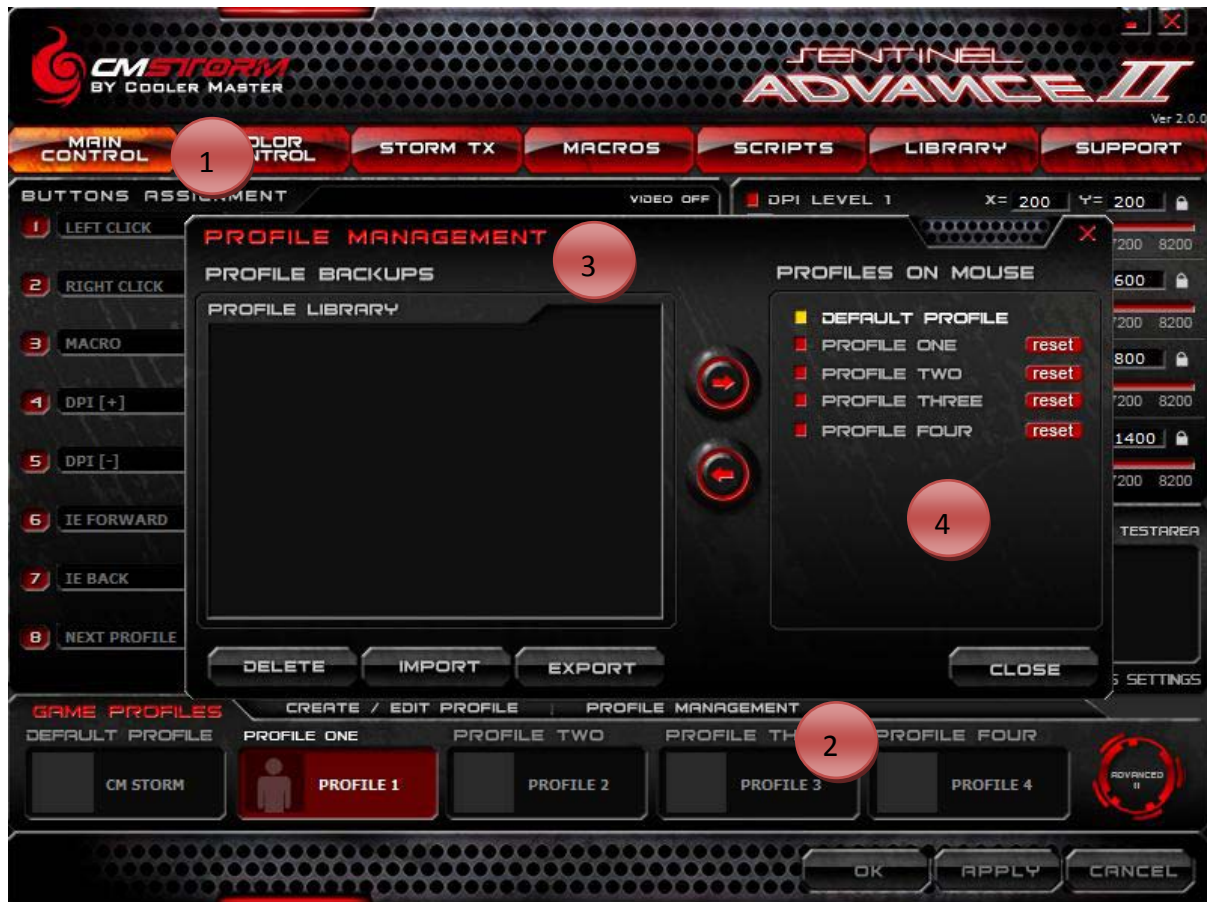 CMSTORM
BY COOLER MASTER
SENTINEL
ADVANCE II
Ver 2.0.0
MAIN CONTROL
1
STORM TX
MACROS
SCRIPTS
LIBRARY
SUPPORT
BUTTONS
VIDEO OFF
DPI LEVEL 1
X= 200
Y= 200
7200 8200
1 LEFT CLICK
2 RIGHT CLICK
3 MACRO
4 DPI [+]
5 DPI [-]
6 IE FORWARD
7 IE BACK
8 NEXT PROFILE
PROFILE MANAGEMENT
3
PROFILE BACKUPS
PROFILE LIBRARY
PROFILES ON MOUSE
DEFAULT PROFILE
PROFILE ONE reset
PROFILE TWO reset
PROFILE THREE reset
PROFILE FOUR reset
4
DELETE
IMPORT
EXPORT
CLOSE
600
7200 8200
800
7200 8200
1400
7200 8200
TESTAREA
SETTINGS
GAME PROFILES
CREATE / EDIT PROFILE
PROFILE MANAGEMENT
2
DEFAULT PROFILE
PROFILE ONE
PROFILE TWO
PROFILE
PROFILE FOUR
CM STORM
PROFILE 1
PROFILE 2
PROFILE 3
PROFILE 4
ADVANCED II
OK
APPLY
CANCEL